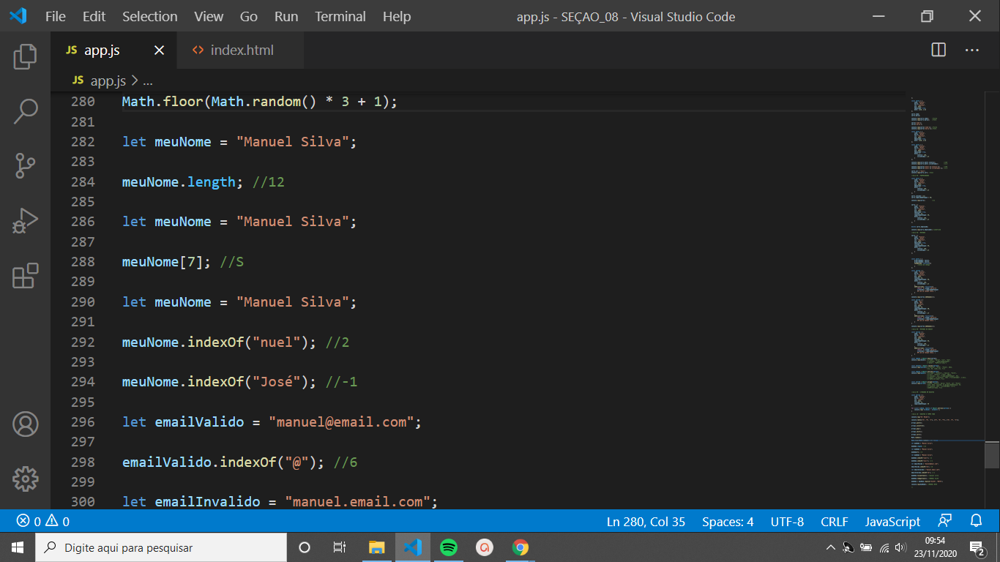 File Edit Selection View Go Run Terminal Help app.js - SEÇAO_08 - Visual Studio Code
JS app.js <> index.html
JS app.js > ...
280 Math.floor(Math.random() * 3 + 1);
281
282 let meuNome = "Manuel Silva";
283
284 meuNome.length; //12
285
286 let meuNome = "Manuel Silva";
287
288 meuNome[7]; //S
289
290 let meuNome = "Manuel Silva";
291
292 meuNome.indexOf("nuel"); //2
293
294 meuNome.indexOf("José"); //-1
295
296 let emailValido = "manuel@email.com";
297
298 emailValido.indexOf("@"); //6
299
300 let emailInvalido = "manuel.email.com";
0 0 Ln 280, Col 35 Spaces: 4 UTF-8 CRLF JavaScript
Digite aqui para pesquisar
09:54
23/11/2020
2